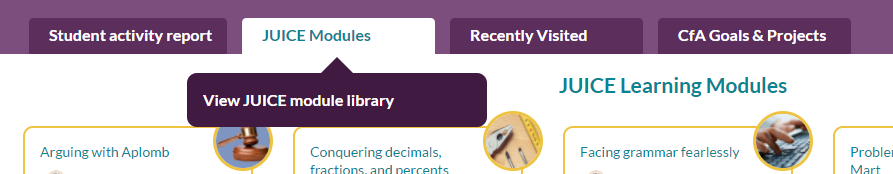 Student activity report
JUICE Modules
Recently Visited
CfA Goals & Projects
View JUICE module library
JUICE Learning Modules
Arguing with Aplomb
Conquering decimals,
fractions, and percents
Facing grammar fearlessly
Mart